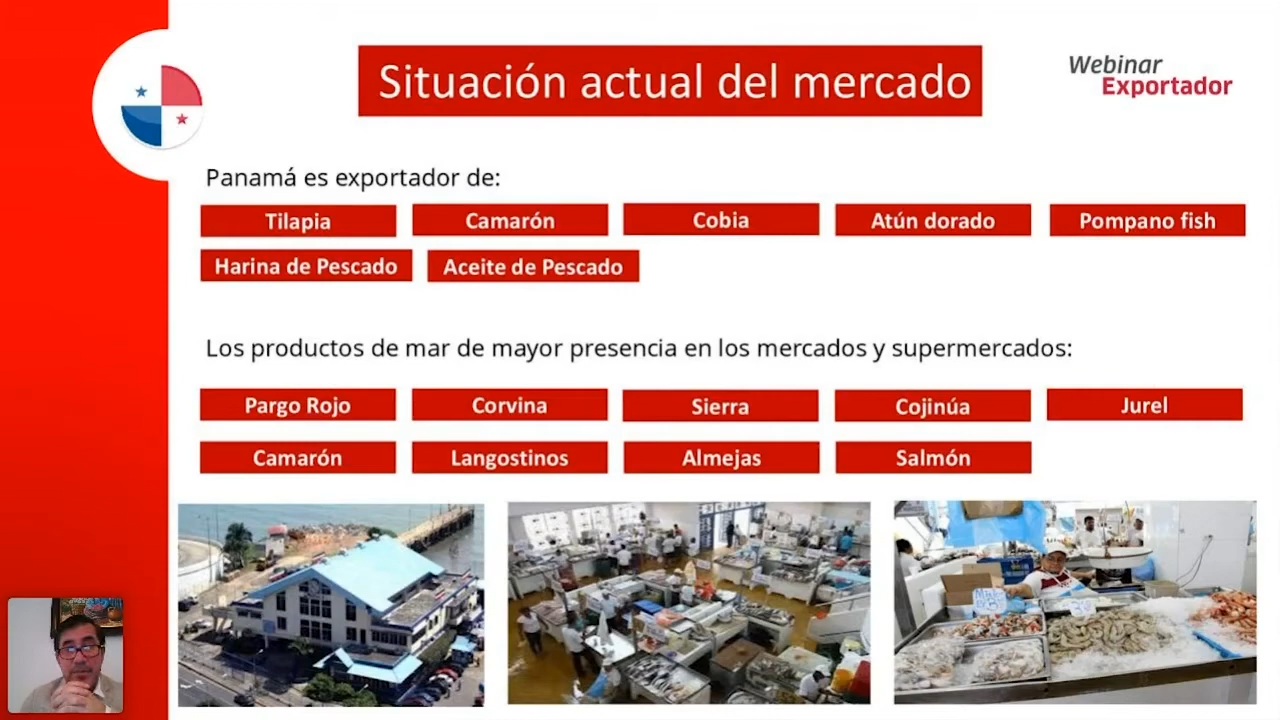 Situación actual del mercado
Webinar
Exportador
Panamá es exportador de:
Tilapia
Camarón
Cobia
Atún dorado
Pompano fish
Harina de Pescado
Aceite de Pescado
Los productos de mar de mayor presencia en los mercados y supermercados:
Pargo Rojo
Corvina
Sierra
Cojinúa
Jurel
Camarón
Langostinos
Almejas
Salmón